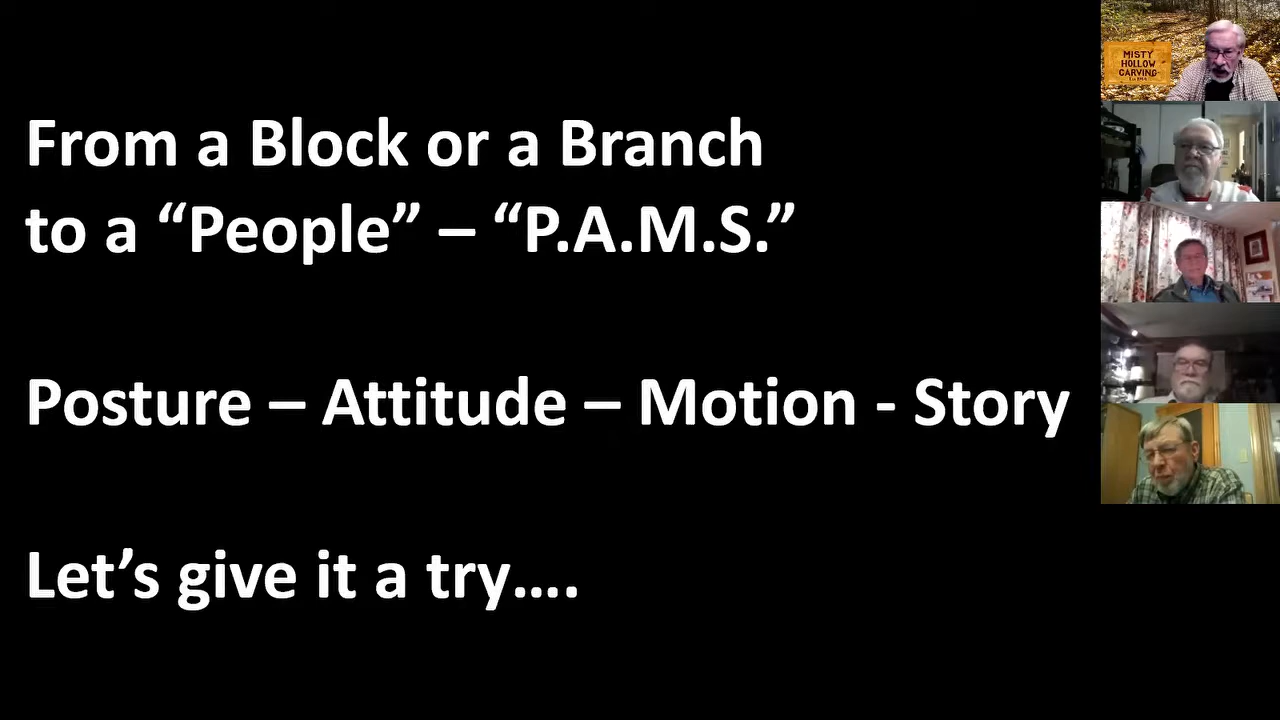 From a Block or a Branch
to a “People” – “P.A.M.S.”
Posture – Attitude – Motion - Story
Let’s give it a try….
MISTY
HOLLOW
CARVING